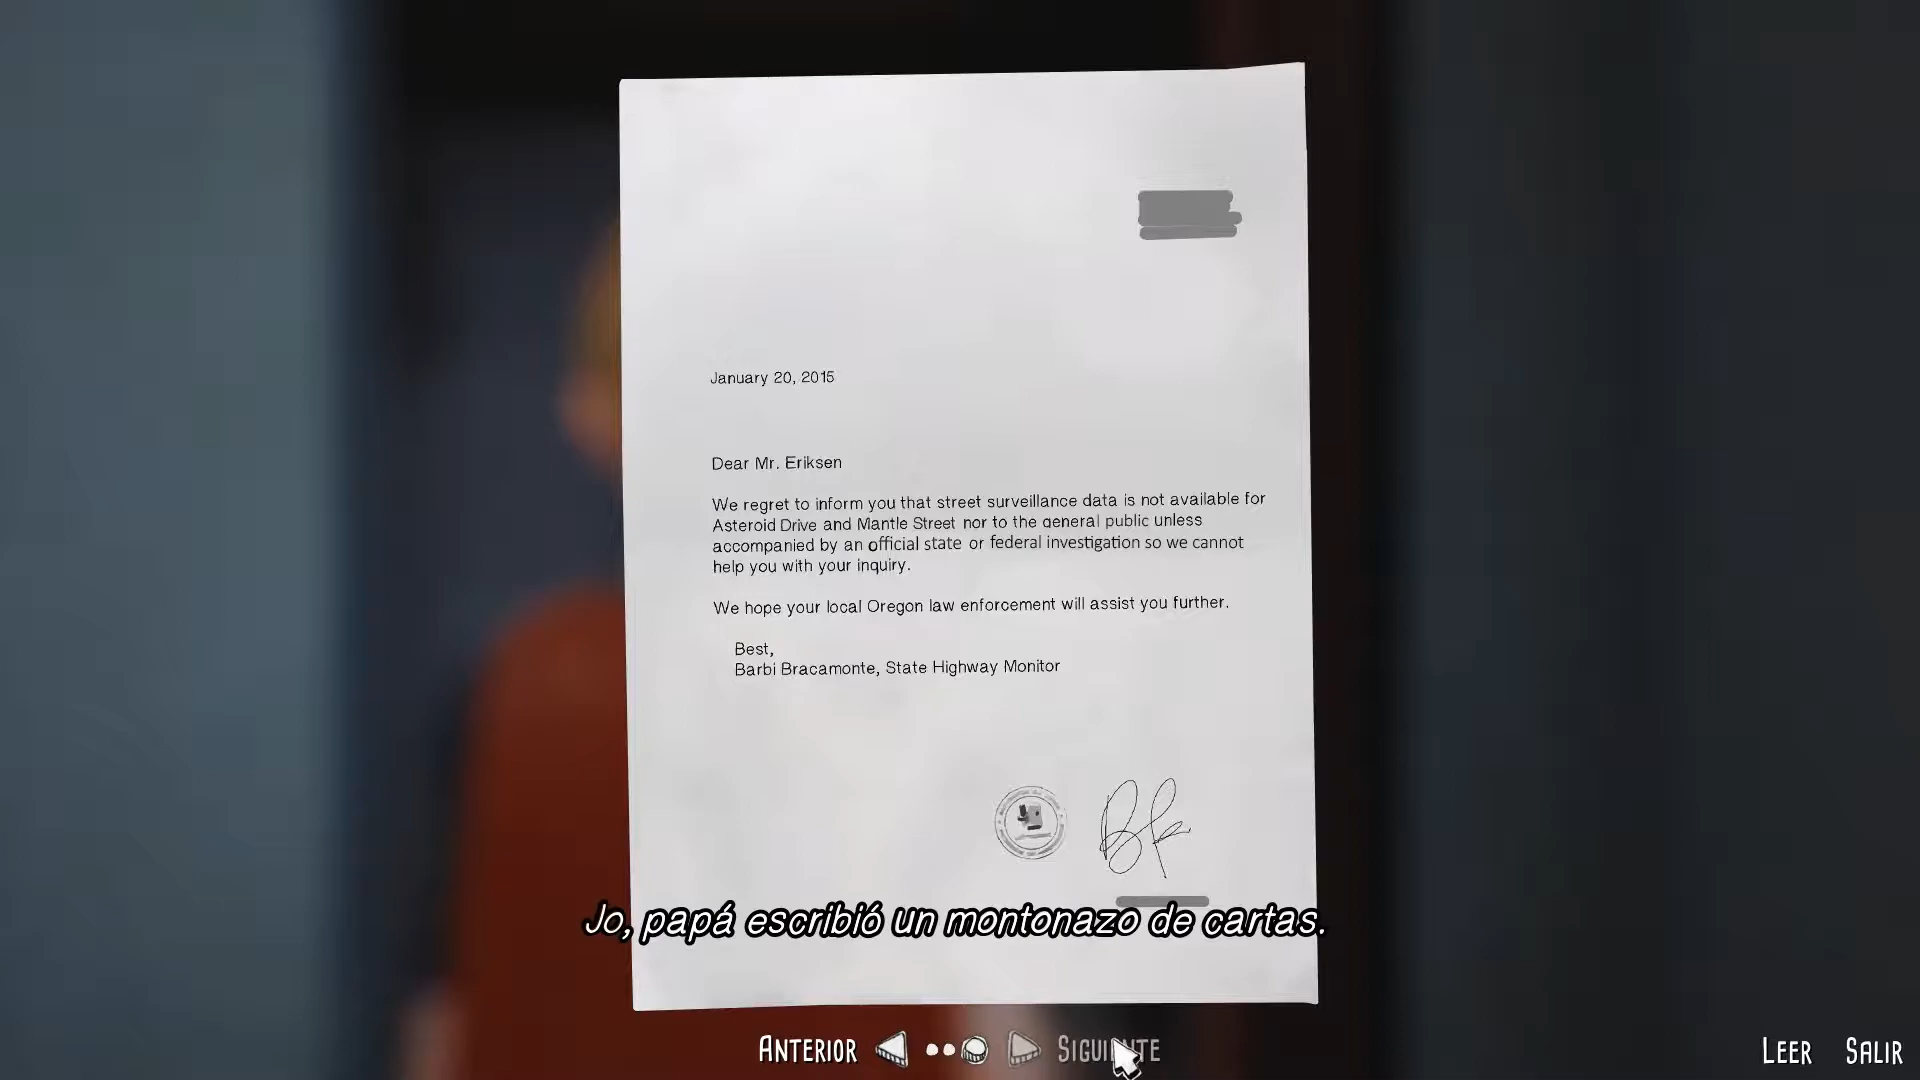 January 20, 2015
Dear Mr. Eriksen
We regret to inform you that street surveillance data is not available for
Asteroid Drive and Mantle Street nor to the general public unless
accompanied by an official state or federal investigation so we cannot
help you with your inquiry.
We hope your local Oregon law enforcement will assist you further.
Best,
Barbi Bracamonte, State Highway Monitor
Jo, papá escribió un montonazo de cartas.
ANTERIOR
SIGUIENTE
LEER
SALIR